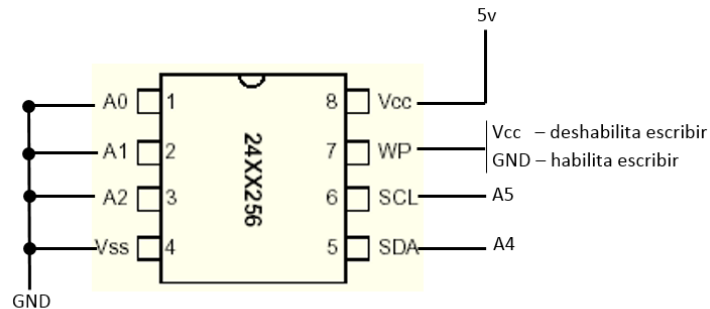 5v
A0 1 8 Vcc
Vcc – deshabilita escribir
A1 2 7 WP
GND – habilita escribir
A2 3 6 SCL A5
Vss 4 5 SDA A4
24XX256
GND